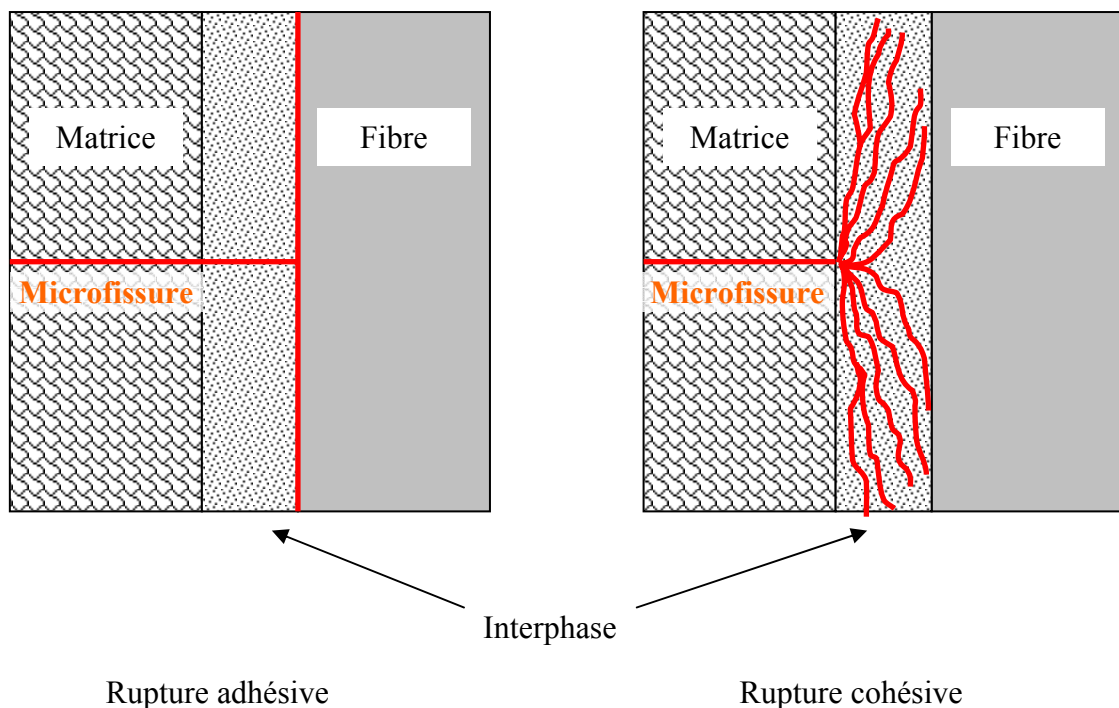 Matrice
Fibre
Matrice
Fibre
Microfissure
Microfissure
Interphase
Rupture adhésive
Rupture cohésive